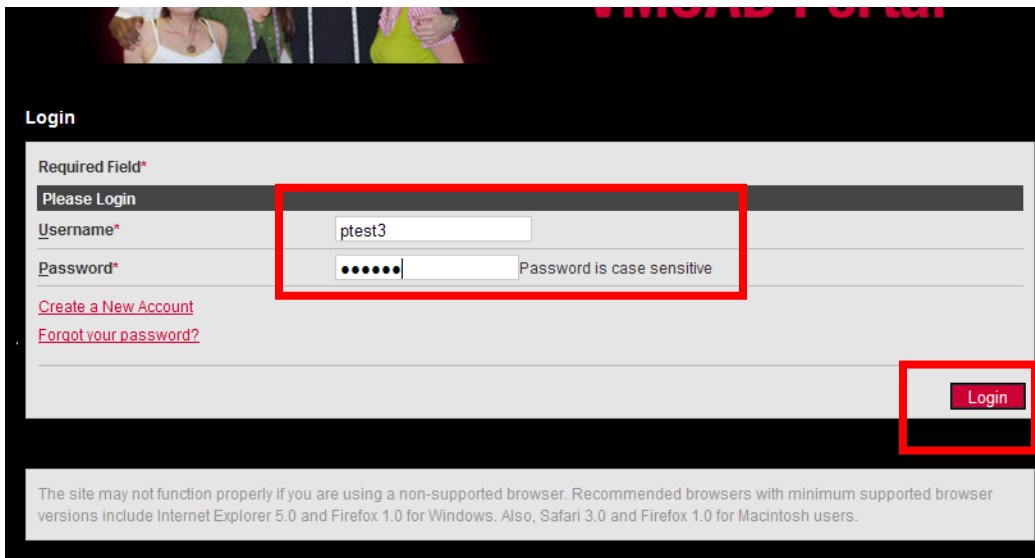 VMCAD Portal
Login
Required Field*
Please Login
Username* ptest3
Password* ●●●●●● Password is case sensitive
Create a New Account
Forgot your password?
Login
The site may not function properly if you are using a non-supported browser. Recommended browsers with minimum supported browser
versions include Internet Explorer 5.0 and Firefox 1.0 for Windows. Also, Safari 3.0 and Firefox 1.0 for Macintosh users.